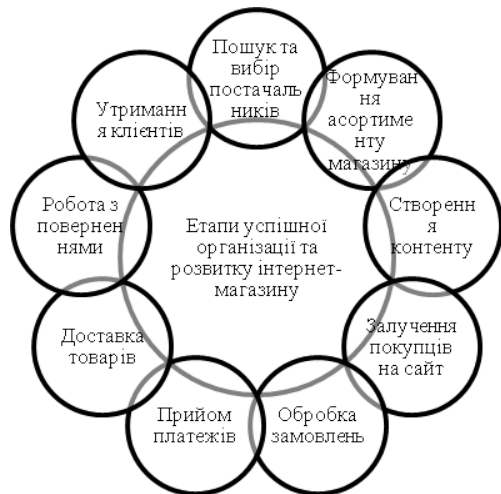 Пошук та
вибір
постачаль
ників
Формуван
ня
асортиме
нту
магазину
Створенн
я
контенту
Залучення
покупців
на сайт
Обробка
замовлень
Прийом
платежів
Доставка
товарів
Робота з
повернен
нями
Утриманн
я клієнтів
Етапи успішної
організації та
розвитку інтернет-
магазину